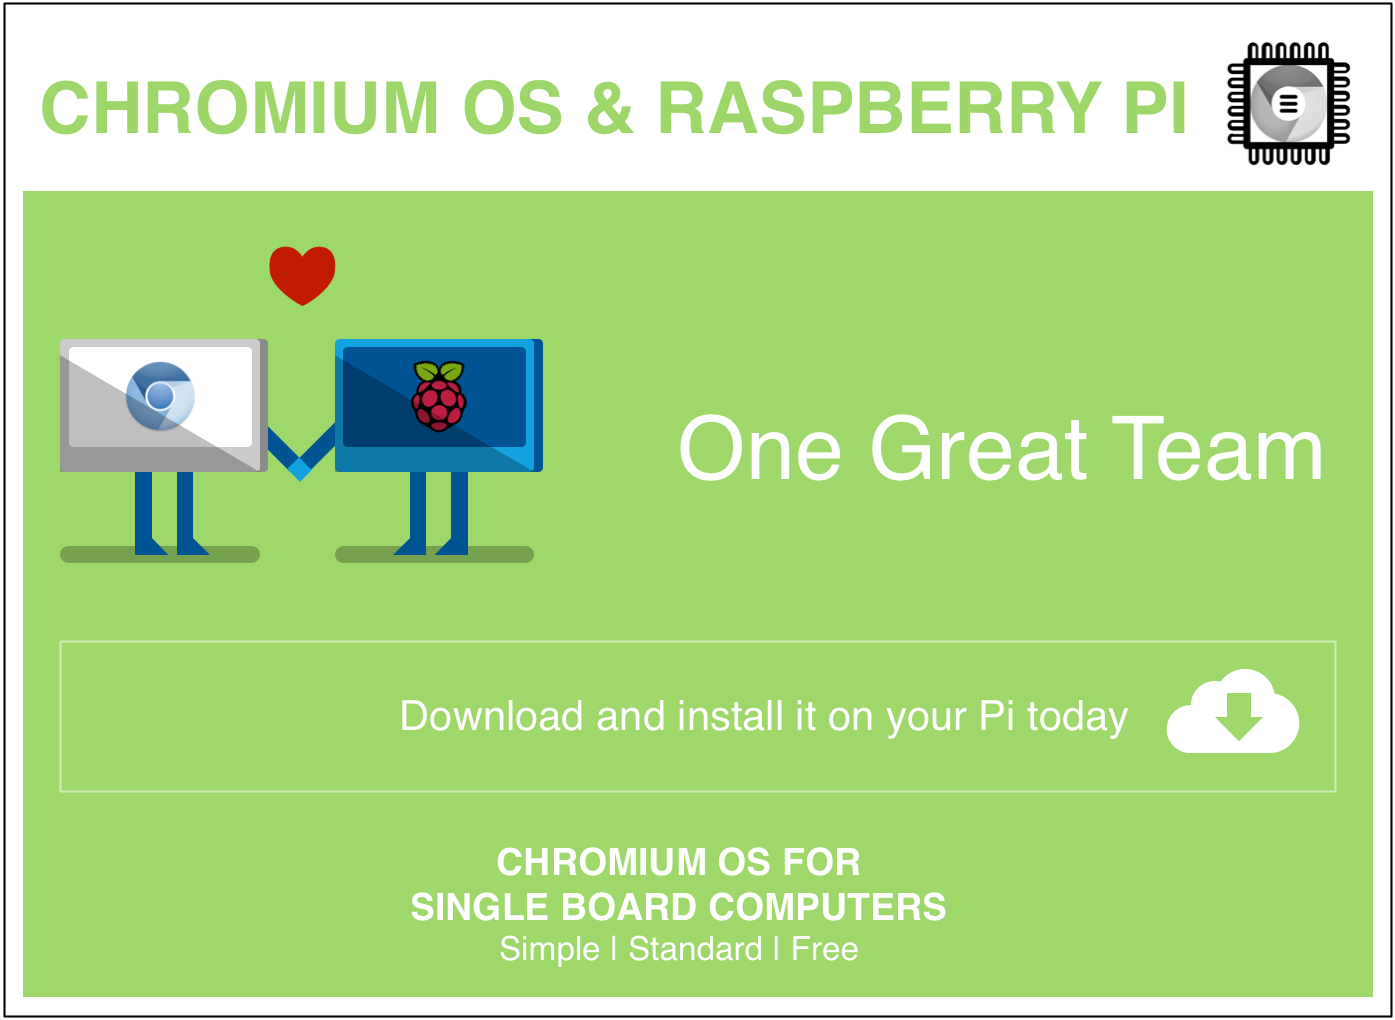 CHROMIUM OS & RASPBERRY PI
One Great Team
Download and install it on your Pi today
CHROMIUM OS FOR
SINGLE BOARD COMPUTERS
Simple | Standard | Free